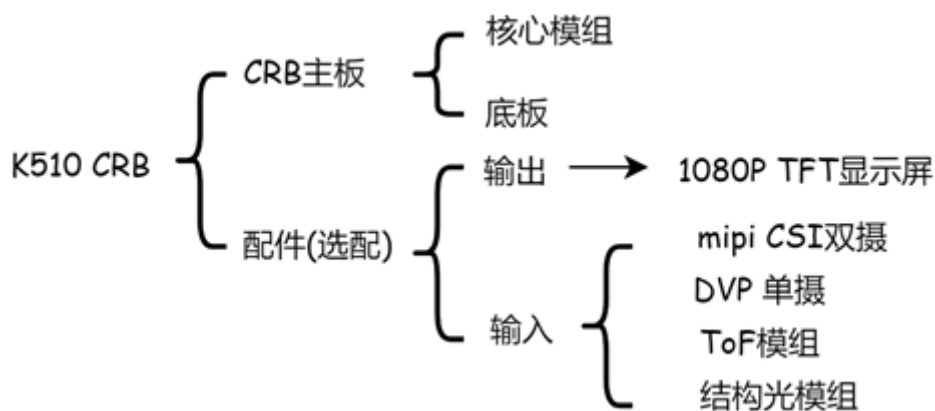 核心模组
CRB主板
底板
K510 CRB
输出
1080P TFT显示屏
配件(选配)
mipi CSI双摄
DVP 单摄
输入
ToF模组
结构光模组